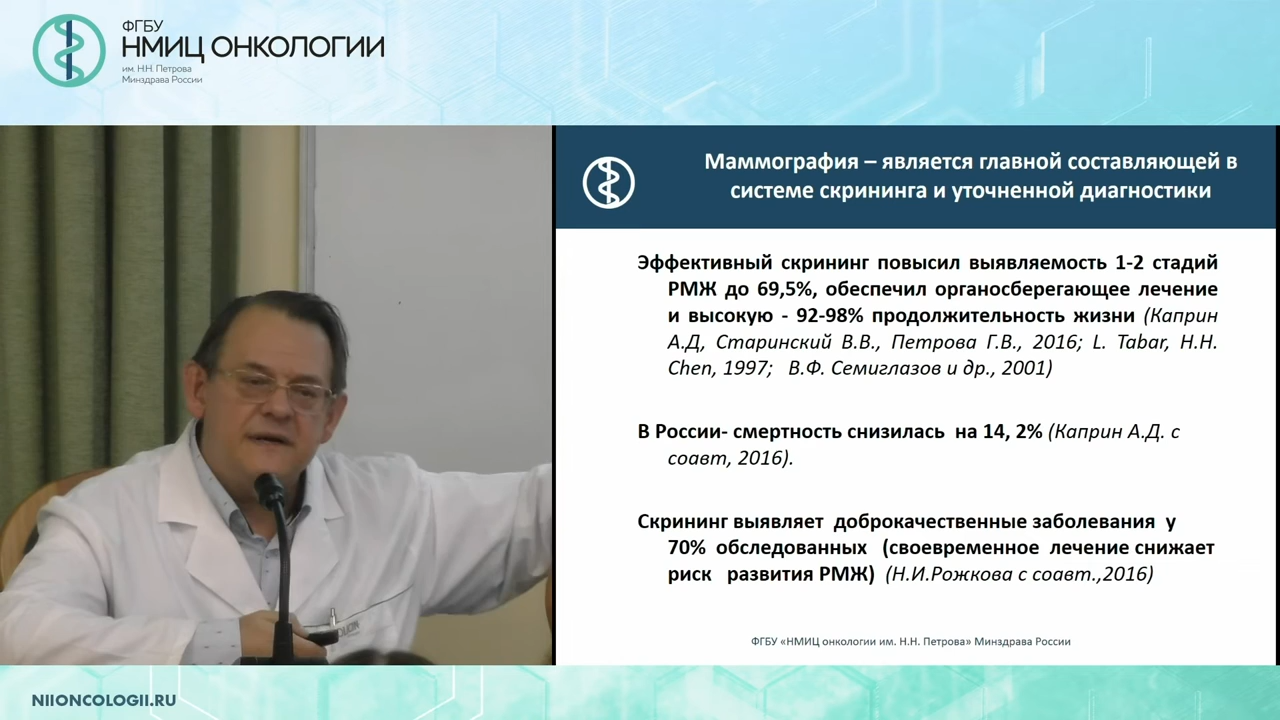 ФГБУ
НМИЦ ОНКОЛОГИИ
им. Н.Н. Петрова
Минздрава России
Маммография – является главной составляющей в
системе скрининга и уточненной диагностики
Эффективный скрининг повысил выявляемость 1-2 стадий
РМЖ до 69,5%, обеспечил органосберегающее лечение
и высокую - 92-98% продолжительность жизни (Каприн
А.Д, Старинский В.В., Петрова Г.В., 2016; L. Tabar, H.H.
Chen, 1997; В.Ф. Семиглазов и др., 2001)
В России- смертность снизилась на 14, 2% (Каприн А.Д. с
соавт, 2016).
Скрининг выявляет доброкачественные заболевания у
70% обследованных (своевременное лечение снижает
риск развития РМЖ) (Н.И.Рожкова с соавт.,2016)
ФГБУ «НМИЦ онкологии им. Н.Н. Петрова» Минздрава России
NIIONCOLOGII.RU